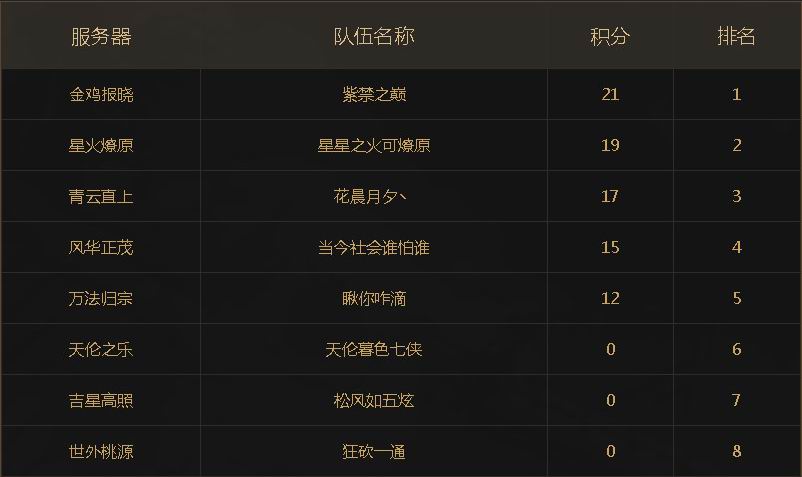 服务器 队伍名称 积分 排名
金鸡报晓 紫禁之巅 21 1
星火燎原 星星之火可燎原 19 2
青云直上 花晨月夕丶 17 3
风华正茂 当今社会谁怕谁 15 4
万法归宗 瞅你咋滴 12 5
天伦之乐 天伦暮色七侠 0 6
吉星高照 松风如五炫 0 7
世外桃源 狂砍一通 0 8